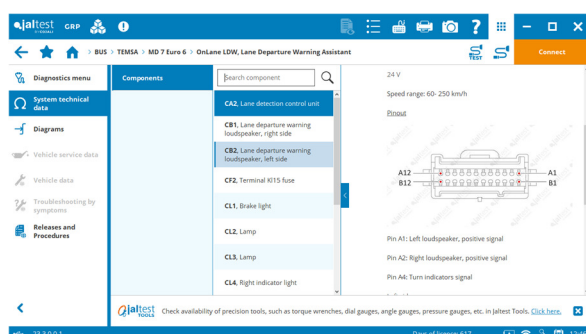 jaltest GRP
BUS > TEMSA > MD 7 Euro 6 > OnLane LDW, Lane Departure Warning Assistant
TEST
Connect
Diagnostics menu
System technical data
Diagrams
Vehicle service data
Vehicle data
Troubleshooting by symptoms
Releases and Procedures
Components
Search component
CA2, Lane detection control unit
CB1, Lane departure warning
loudspeaker, right side
CB2, Lane departure warning
loudspeaker, left side
CF2, Terminal Kl15 fuse
CL1, Brake light
CL2, Lamp
CL3, Lamp
CL4, Right indicator light
24 V
Speed range: 60- 250 km/h
Pinout
A12
A1
B12
B1
Pin A1: Left loudspeaker, positive signal
Pin A2: Right loudspeaker, positive signal
Pin A4: Turn indicators signal
jaltest TOOLS
Check availability of precision tools, such as torque wrenches, dial gauges, angle gauges, pressure gauges, etc. in Jaltest Tools. Click here.
Days of license: 617